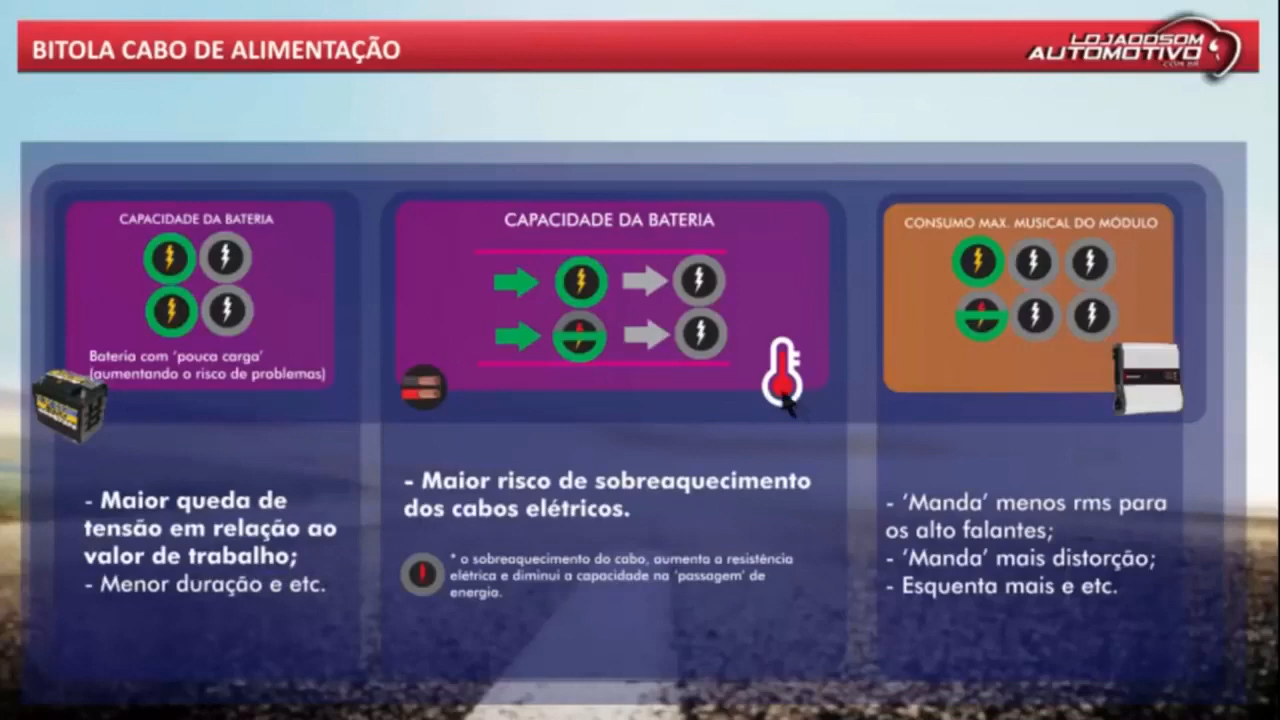 BITOLA CABO DE ALIMENTAÇÃO
LOJADOSOM
AUTOMOTIVO
.COM.BR
CAPACIDADE DA BATERIA
Bateria com ‘pouca carga’
(aumentando o risco de problemas)
- Maior queda de
tensão em relação ao
valor de trabalho;
- Menor duração e etc.
CAPACIDADE DA BATERIA
- Maior risco de sobreaquecimento
dos cabos elétricos.
* o sobreaquecimento do cabo, aumenta a resistência
elétrica e diminui a capacidade na ‘passagem’ de
energia.
CONSUMO MAX. MUSICAL DO MÓDULO
- ‘Manda’ menos rms para
os alto falantes;
- ‘Manda’ mais distorção;
- Esquenta mais e etc.